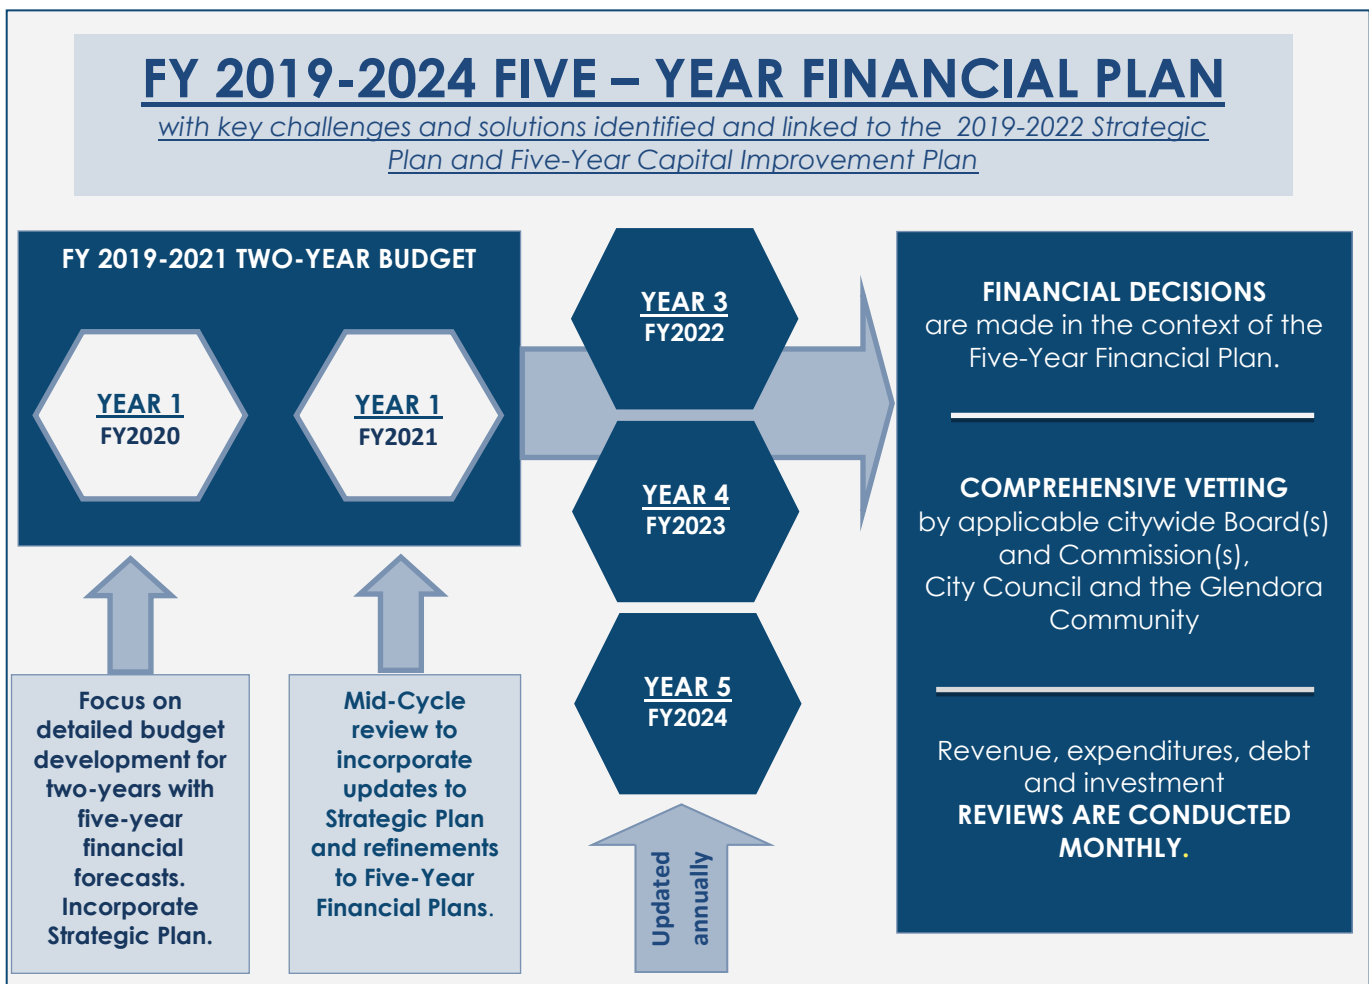 FY 2019-2024 FIVE – YEAR FINANCIAL PLAN
with key challenges and solutions identified and linked to the 2019-2022 Strategic
Plan and Five-Year Capital Improvement Plan
FY 2019-2021 TWO-YEAR BUDGET
YEAR 1
FY2020
YEAR 1
FY2021
Focus on
detailed budget
development for
two-years with
five-year
financial
forecasts.
Incorporate
Strategic Plan.
Mid-Cycle
review to
incorporate
updates to
Strategic Plan
and refinements
to Five-Year
Financial Plans.
YEAR 3
FY2022
YEAR 4
FY2023
YEAR 5
FY2024
Updated
annually
FINANCIAL DECISIONS
are made in the context of the
Five-Year Financial Plan.
COMPREHENSIVE VETTING
by applicable citywide Board(s)
and Commission(s),
City Council and the Glendora
Community
Revenue, expenditures, debt
and investment
REVIEWS ARE CONDUCTED
MONTHLY.